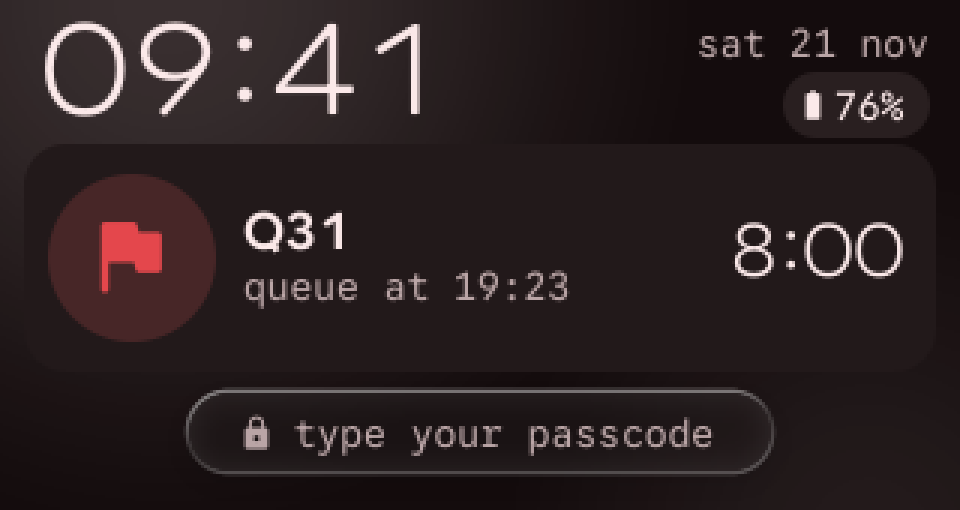 09:41
sat 21 nov
76%
Q31
queue at 19:23
8:00
type your passcode